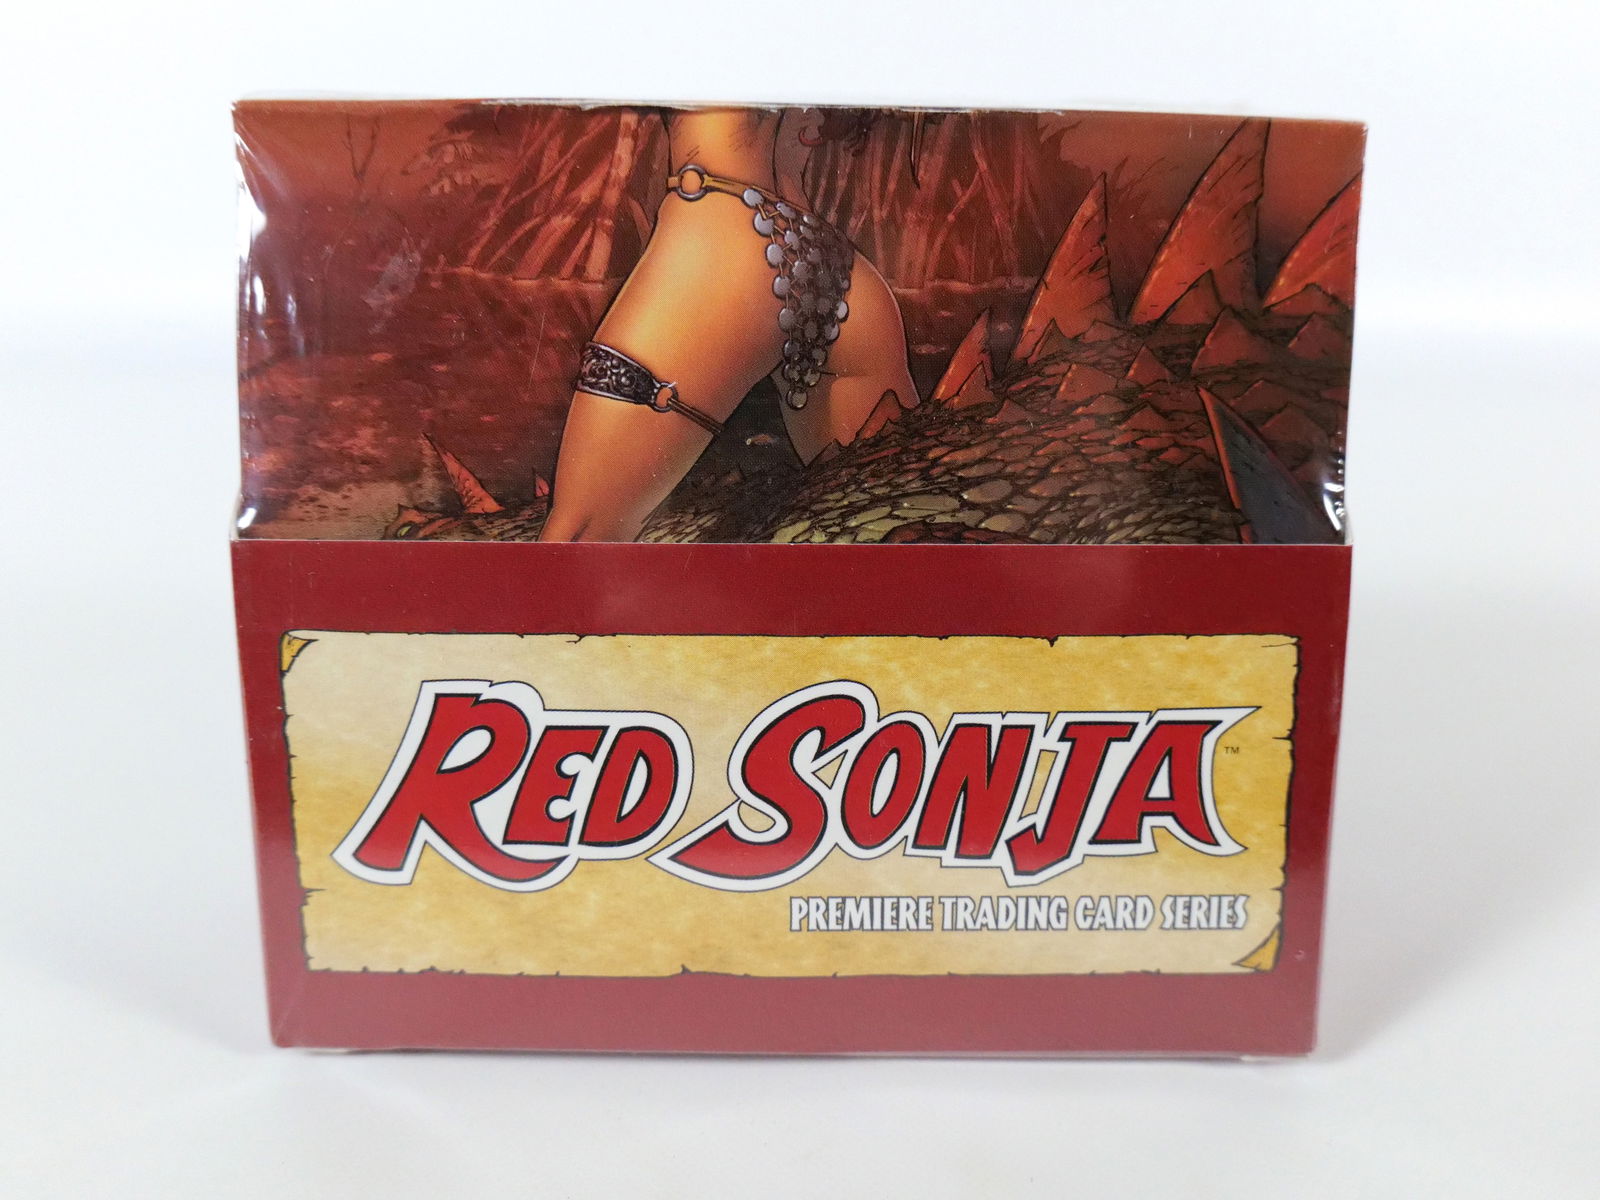 RED SONJA™
PREMIERE TRADING CARD SERIES